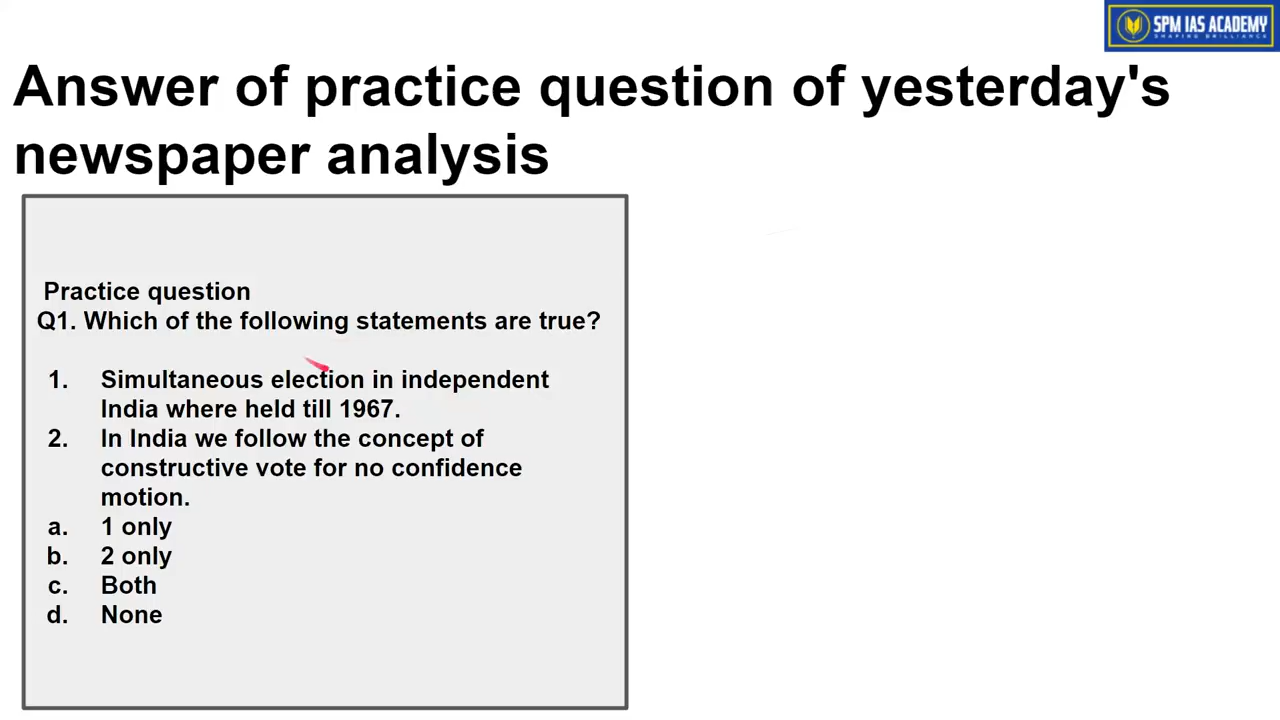 SPM IAS ACADEMY
SHAPING BRILLIANCE
Answer of practice question of yesterday's
newspaper analysis
Practice question
Q1. Which of the following statements are true?
1. Simultaneous election in independent
India where held till 1967.
2. In India we follow the concept of
constructive vote for no confidence
motion.
a. 1 only
b. 2 only
c. Both
d. None